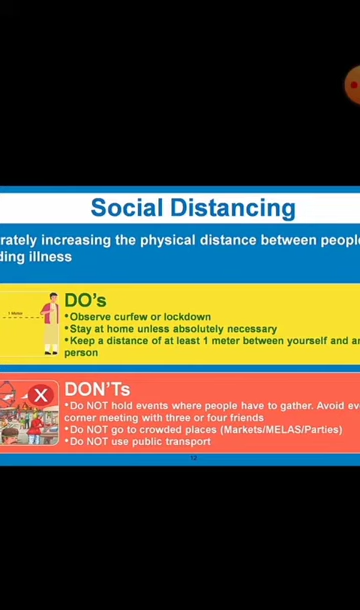 Social Distancing
rately increasing the physical distance between people
ding illness
1 Meter
DO's
• Observe curfew or lockdown
• Stay at home unless absolutely necessary
• Keep a distance of at least 1 meter between yourself and an
person
X
DON'Ts
• Do NOT hold events where people have to gather. Avoid ev
corner meeting with three or four friends
• Do NOT go to crowded places (Markets/MELAS/Parties)
• Do NOT use public transport
12